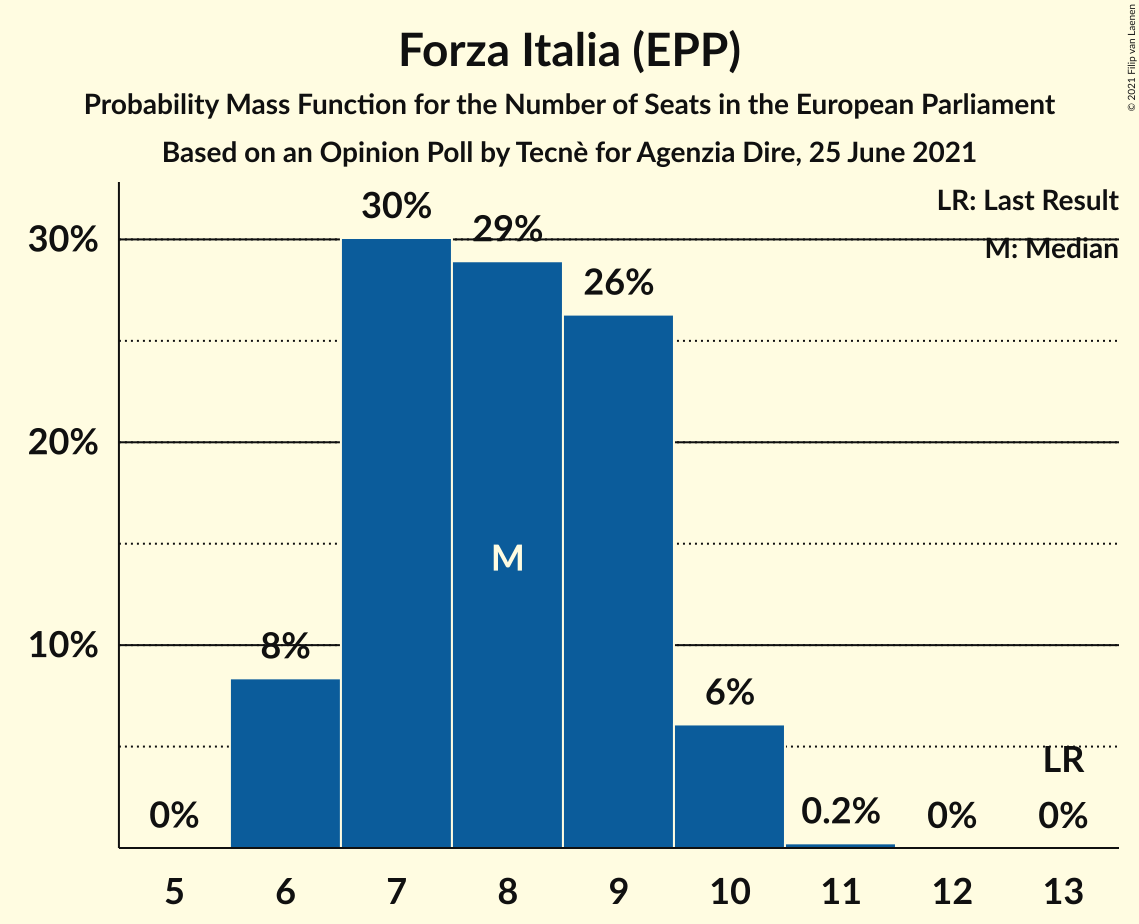 Forza Italia (EPP)
Probability Mass Function for the Number of Seats in the European Parliament
Based on an Opinion Poll by Tecnè for Agenzia Dire, 25 June 2021
© 2021 Filip van Laenen
LR: Last Result
M: Median
30%
20%
10%
0%
8%
30%
29%
26%
6%
0.2%
0%
0%
M
LR
5 6 7 8 9 10 11 12 13